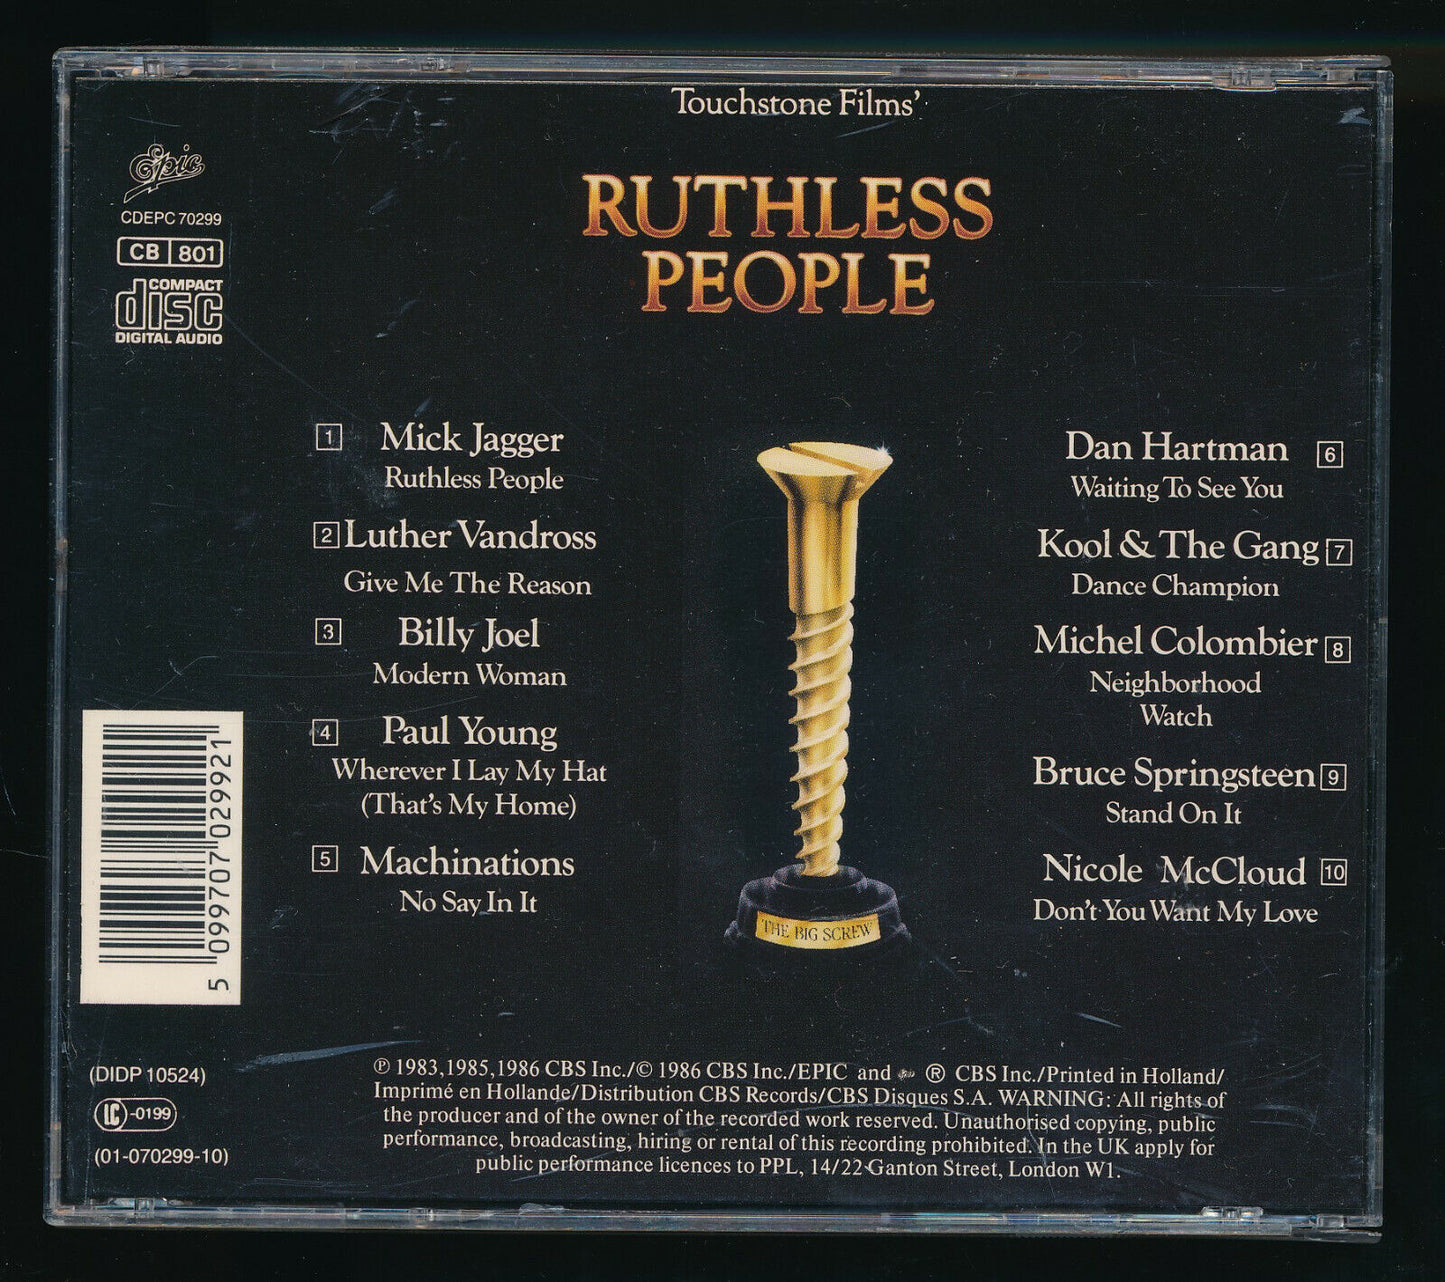 Touchstone Films'
RUTHLESS
PEOPLE
Epic
CDEPC 70299
CB 801
COMPACT
disc
DIGITAL AUDIO
1 Mick Jagger
Ruthless People
2 Luther Vandross
Give Me The Reason
3 Billy Joel
Modern Woman
4 Paul Young
Wherever I Lay My Hat
(That's My Home)
5 Machinations
No Say In It
Dan Hartman 6
Waiting To See You
Kool & The Gang 7
Dance Champion
Michel Colombier 8
Neighborhood
Watch
Bruce Springsteen 9
Stand On It
Nicole McCloud 10
Don't You Want My Love
THE BIG SCREW
5 099707 029921
(DIDP 10524)
LC-0199
(01-070299-10)
℗ 1983,1985,1986 CBS Inc./© 1986 CBS Inc./EPIC and ® CBS Inc./Printed in Holland/
Imprimé en Hollande/Distribution CBS Records/CBS Disques S.A. WARNING: All rights of
the producer and of the owner of the recorded work reserved. Unauthorised copying, public
performance, broadcasting, hiring or rental of this recording prohibited. In the UK apply for
public performance licences to PPL, 14/22 Ganton Street, London W1.